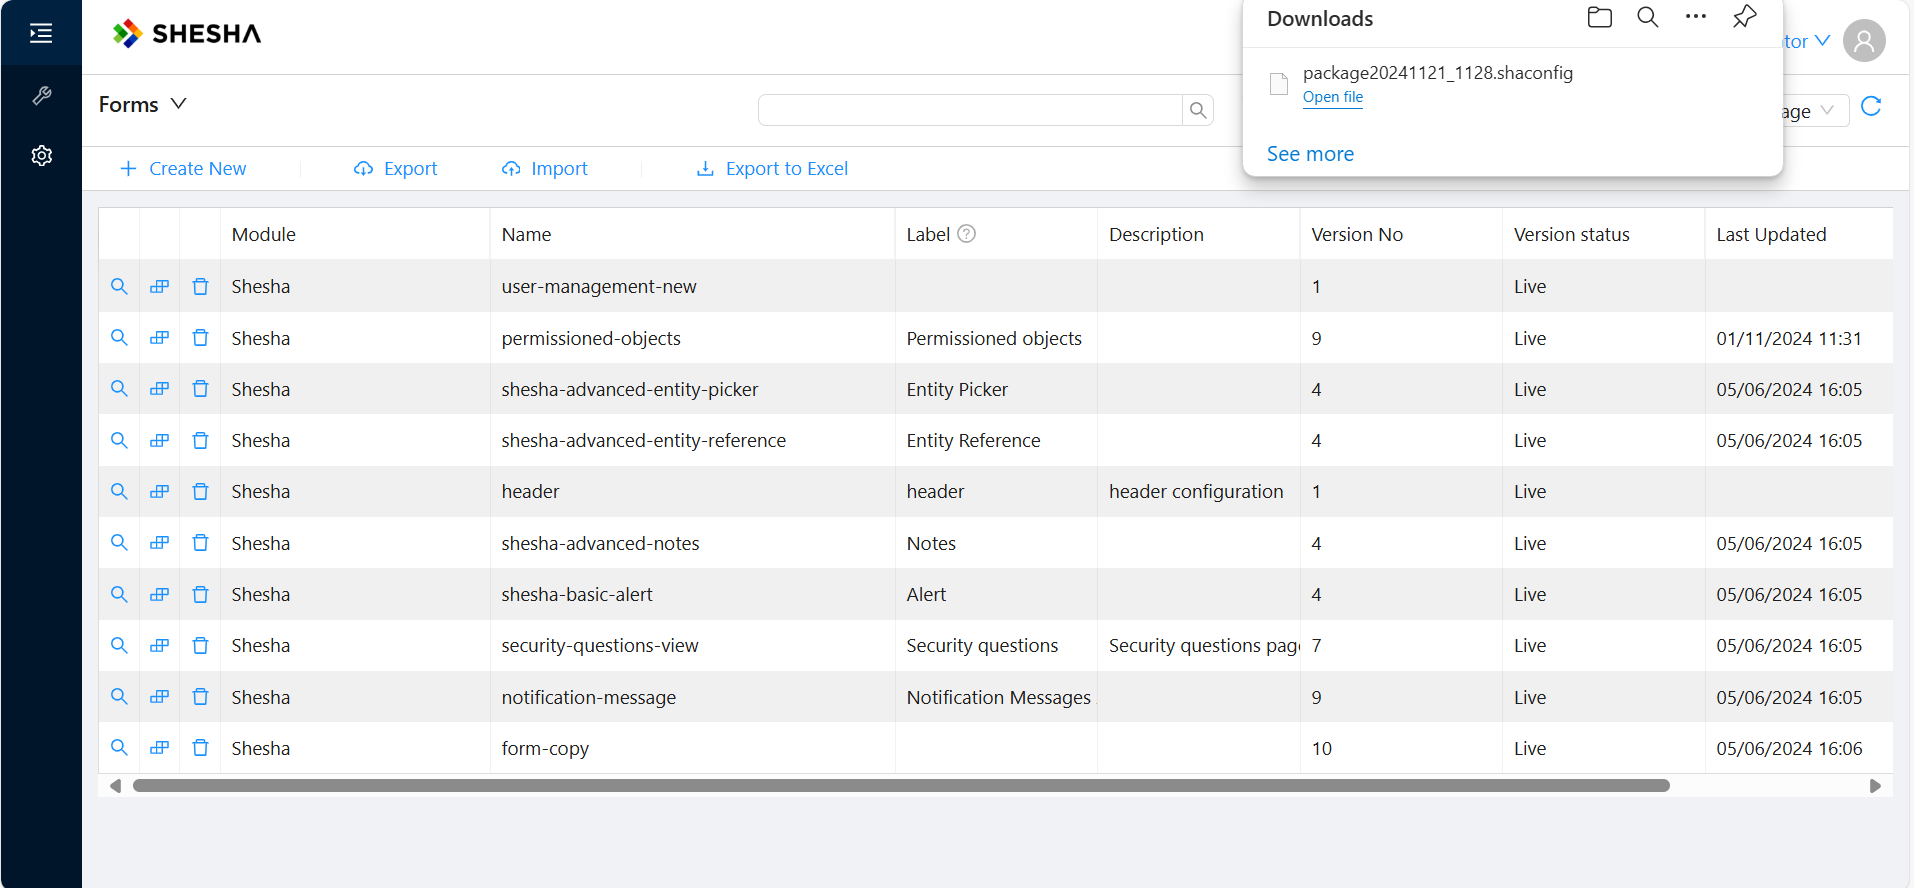 SHESHA
Downloads
tor
package20241121_1128.shaconfig
Open file
See more
Forms
age
Create New
Export
Import
Export to Excel
Module Name Label Description Version No Version status Last Updated
Shesha user-management-new 1 Live
Shesha permissioned-objects Permissioned objects 9 Live 01/11/2024 11:31
Shesha shesha-advanced-entity-picker Entity Picker 4 Live 05/06/2024 16:05
Shesha shesha-advanced-entity-reference Entity Reference 4 Live 05/06/2024 16:05
Shesha header header header configuration 1 Live
Shesha shesha-advanced-notes Notes 4 Live 05/06/2024 16:05
Shesha shesha-basic-alert Alert 4 Live 05/06/2024 16:05
Shesha security-questions-view Security questions Security questions page 7 Live 05/06/2024 16:05
Shesha notification-message Notification Messages 9 Live 05/06/2024 16:05
Shesha form-copy 10 Live 05/06/2024 16:06